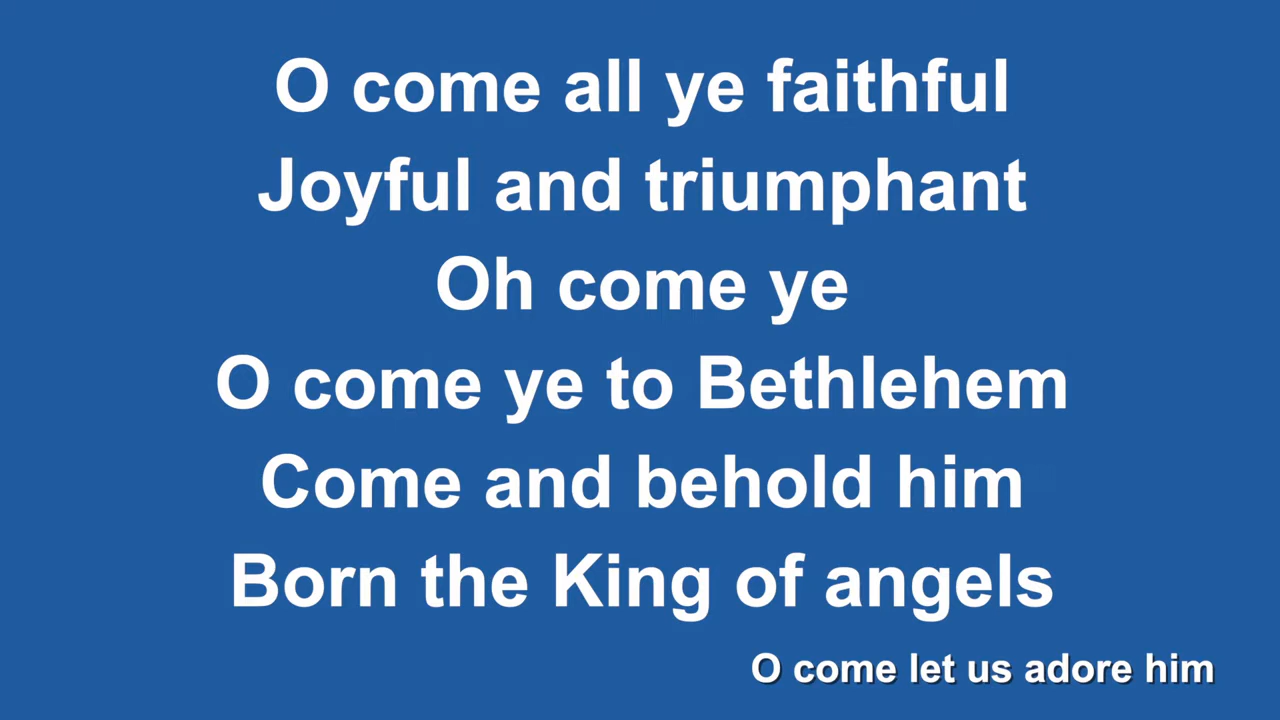 O come all ye faithful
Joyful and triumphant
Oh come ye
O come ye to Bethlehem
Come and behold him
Born the King of angels
O come let us adore him